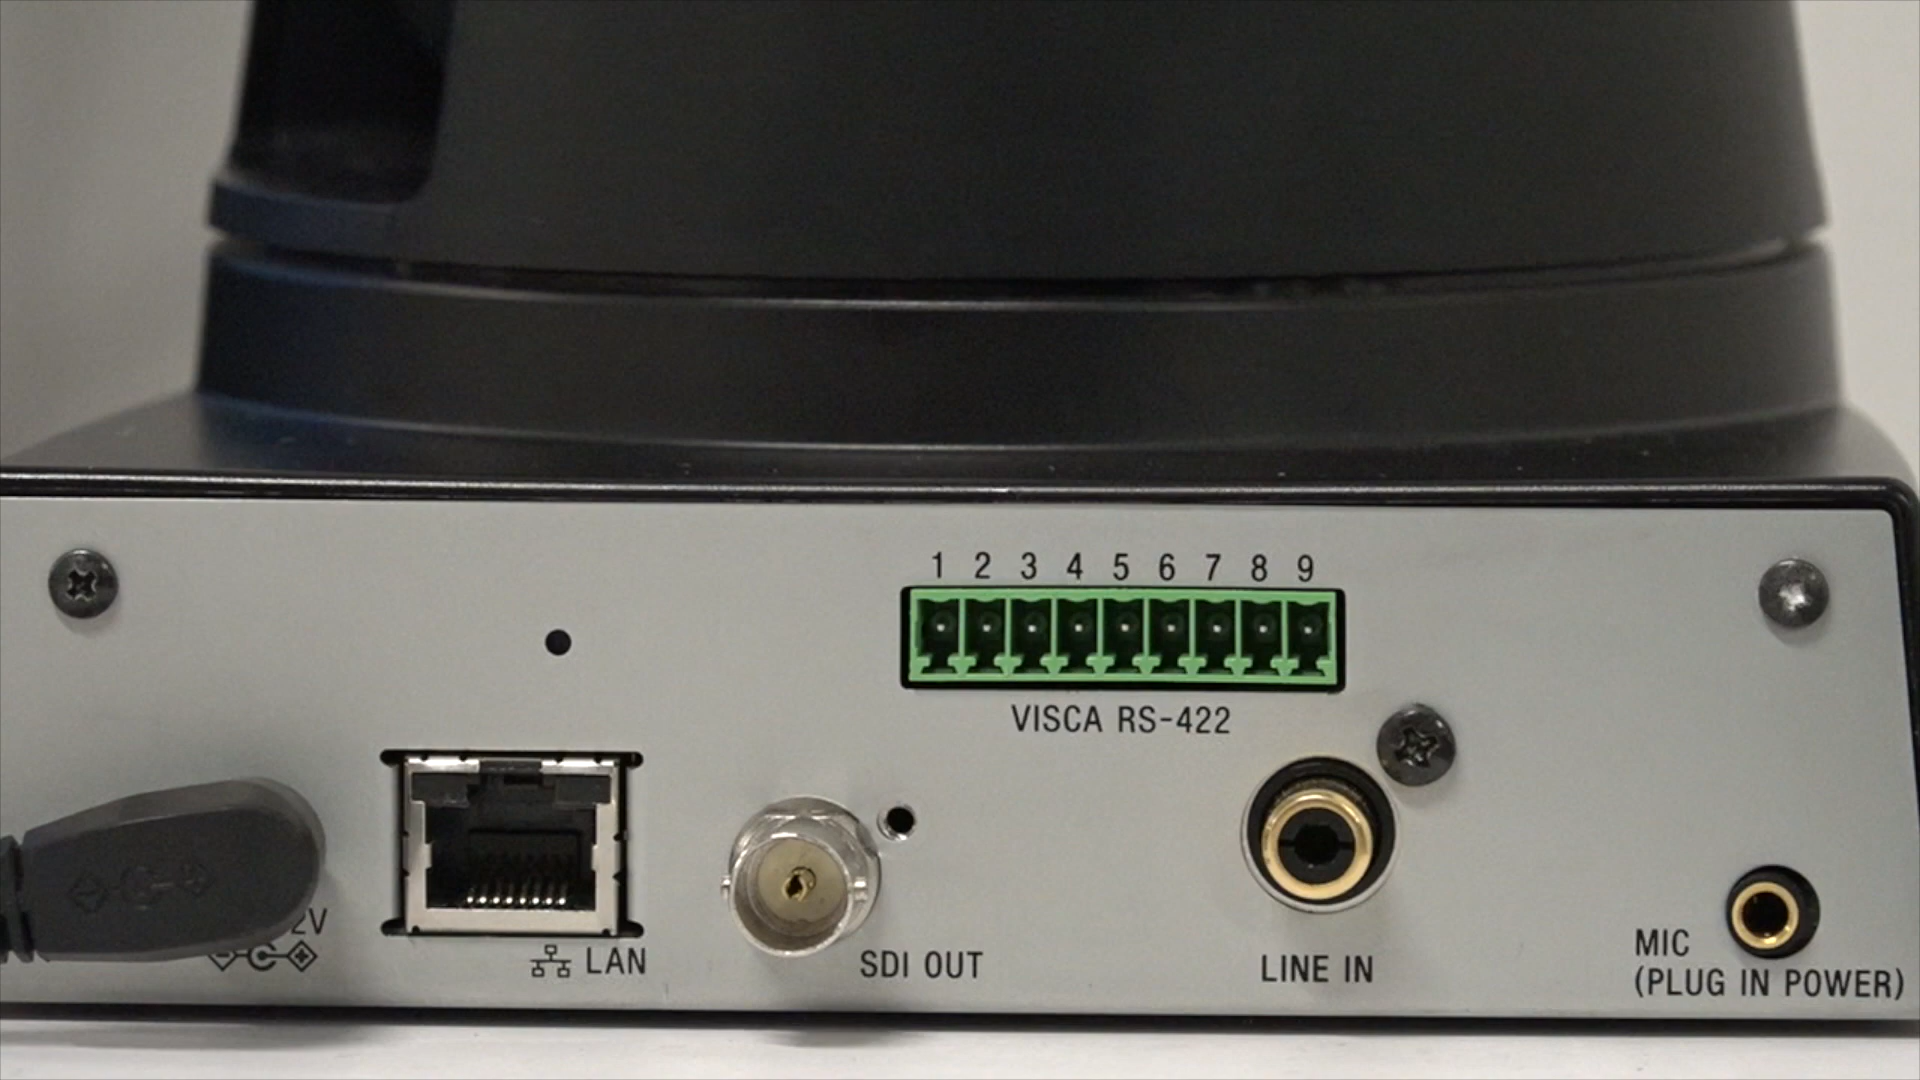 1 2 3 4 5 6 7 8 9
VISCA RS-422
2V
LAN
SDI OUT
LINE IN
MIC
(PLUG IN POWER)